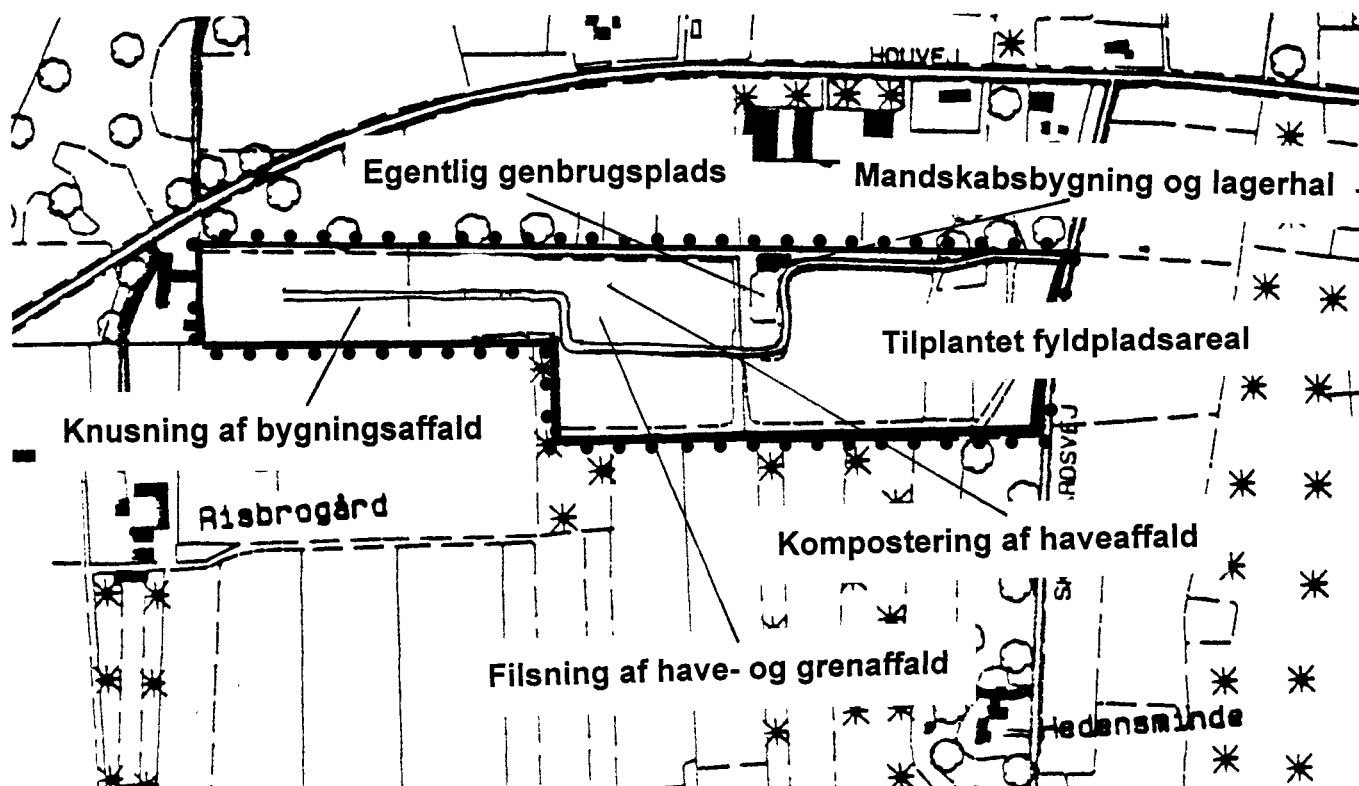 HOUVEJ
Egentlig genbrugsplads
Mandskabsbygning og lagerhal
Tilplantet fyldpladsareal
Knusning af bygningsaffald
Risbrogård
Kompostering af haveaffald
Filsning af have- og grenaffald
Hedensminde